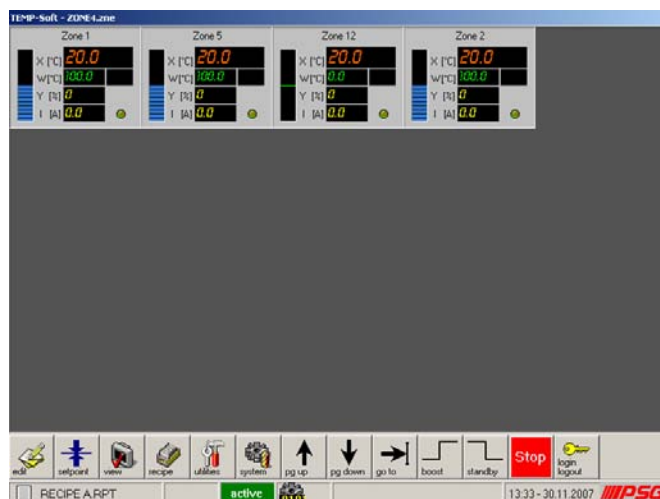 TEMP-Soft - ZONE4.zne
Zone 1 Zone 5 Zone 12 Zone 2
X [°C] 20.0 X [°C] 20.0 X [°C] 20.0 X [°C] 20.0
W[°C] 100.0 W[°C] 100.0 W[°C] 0.0 W[°C] 100.0
Y [%] 0 Y [%] 0 Y [%] 0 Y [%] 0
I [A] 0.0 I [A] 0.0 I [A] 0.0 I [A] 0.0
edit setpoint view recipe utilities system pg up pg down go to boost standby Stop login
logout
RECIPE A.RPT active 13:33 - 30.11.2007 PSG